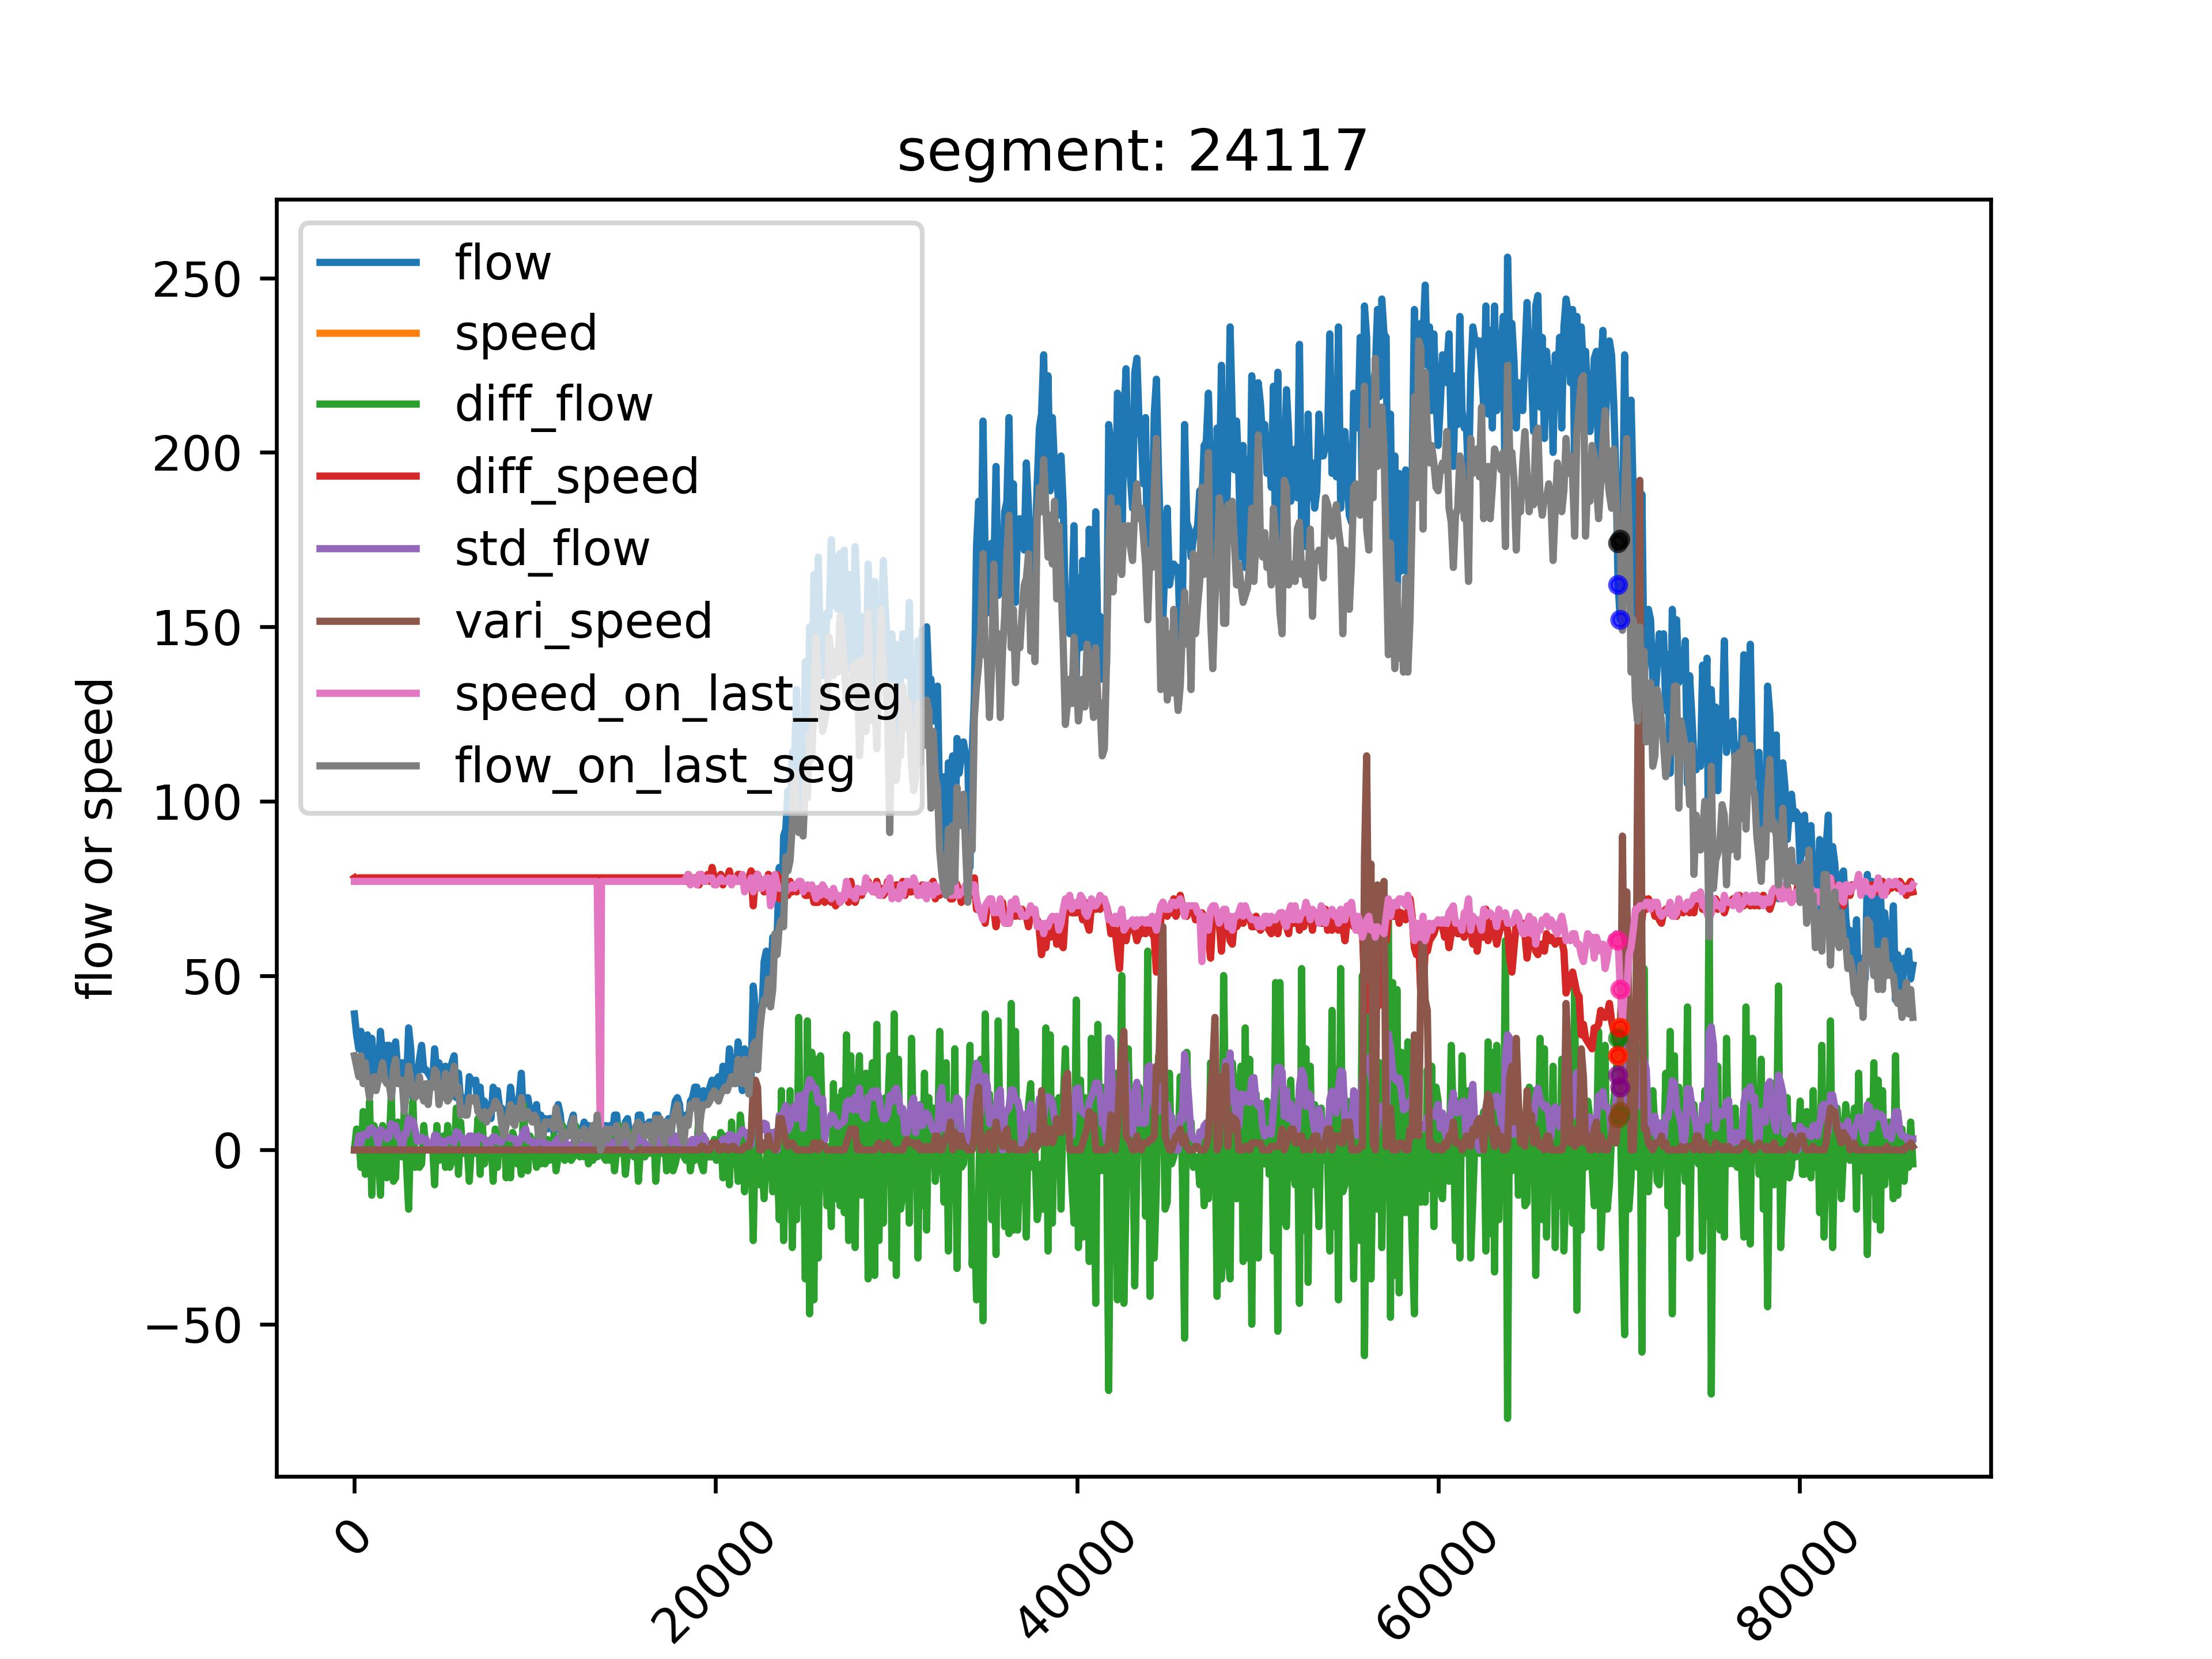 segment: 24117
flow
speed
diff_flow
diff_speed
std_flow
vari_speed
speed_on_last_seg
flow_on_last_seg
flow or speed
250
200
150
100
50
0
−50
0
20000
40000
60000
80000